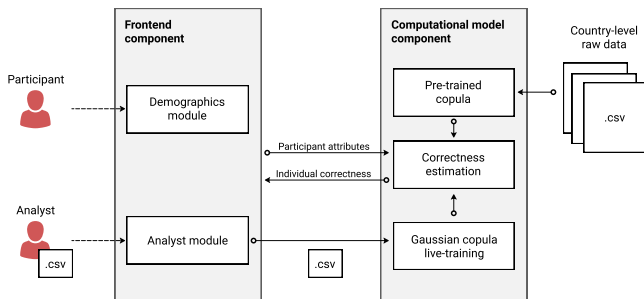 Frontend
component
Computational model
component
Country-level
raw data
Participant
Demographics
module
Pre-trained
copula
.csv
Participant attributes
Individual correctness
Correctness
estimation
Analyst
.csv
Analyst module
.csv
Gaussian copula
live-training